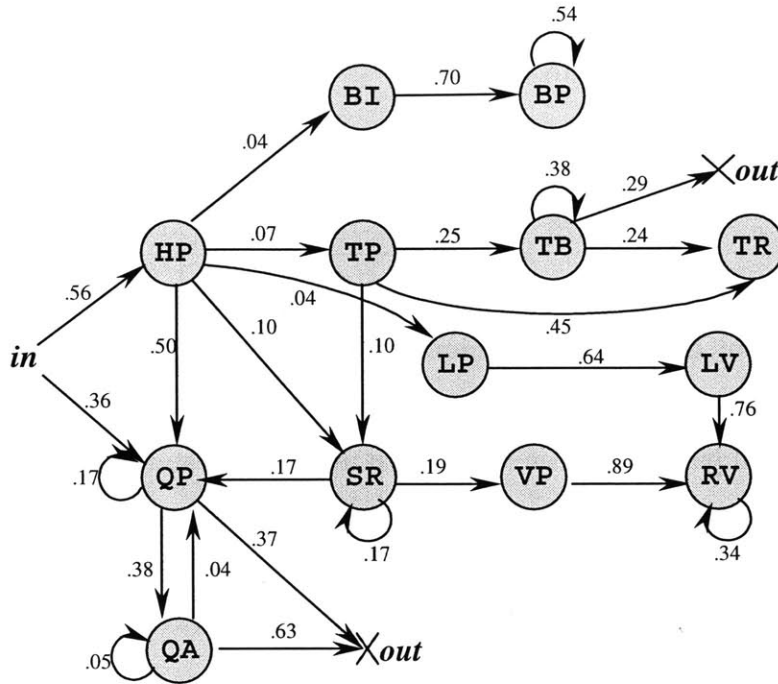 .54
BI .70 BP
.04
.38 .29 out
HP .07 TP .25 TB .24 TR
.56 .04
in .50 .10 .10 .45
LP .64 LV
.36 .76
.17 QP .17 SR .19 VP .89 RV
.37 .17 .34
.38 .04
.05 QA .63 out